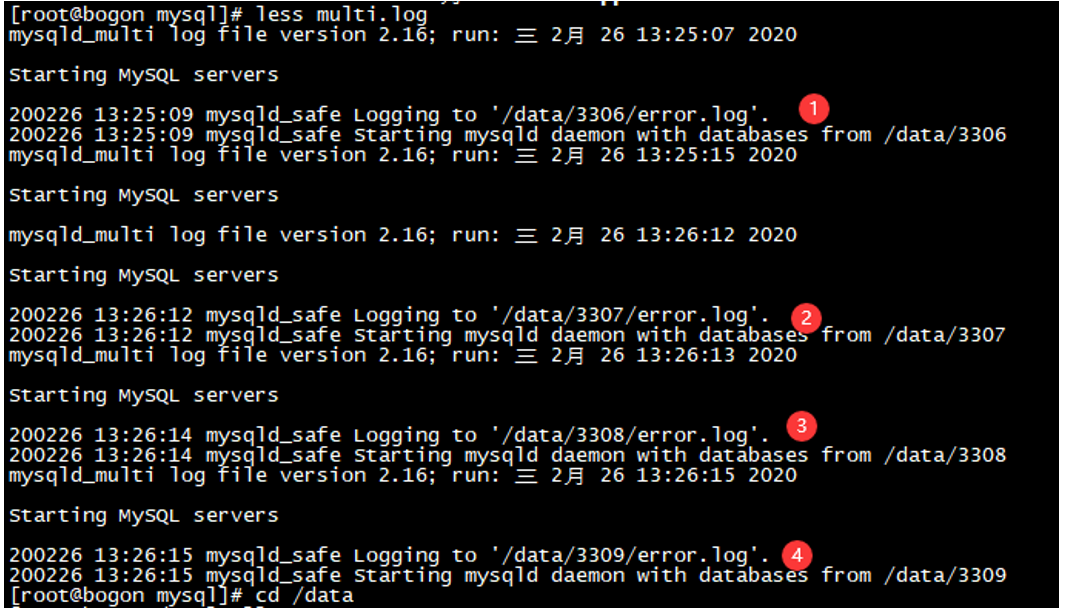 [root@bogon mysql]# less multi.log
mysqld_multi log file version 2.16; run: 三 2月 26 13:25:07 2020
Starting MySQL servers
200226 13:25:09 mysqld_safe Logging to '/data/3306/error.log'. 1
200226 13:25:09 mysqld_safe Starting mysqld daemon with databases from /data/3306
mysqld_multi log file version 2.16; run: 三 2月 26 13:25:15 2020
Starting MySQL servers
mysqld_multi log file version 2.16; run: 三 2月 26 13:26:12 2020
Starting MySQL servers
200226 13:26:12 mysqld_safe Logging to '/data/3307/error.log'. 2
200226 13:26:12 mysqld_safe Starting mysqld daemon with databases from /data/3307
mysqld_multi log file version 2.16; run: 三 2月 26 13:26:13 2020
Starting MySQL servers
200226 13:26:14 mysqld_safe Logging to '/data/3308/error.log'. 3
200226 13:26:14 mysqld_safe Starting mysqld daemon with databases from /data/3308
mysqld_multi log file version 2.16; run: 三 2月 26 13:26:15 2020
Starting MySQL servers
200226 13:26:15 mysqld_safe Logging to '/data/3309/error.log'. 4
200226 13:26:15 mysqld_safe Starting mysqld daemon with databases from /data/3309
[root@bogon mysql]# cd /data